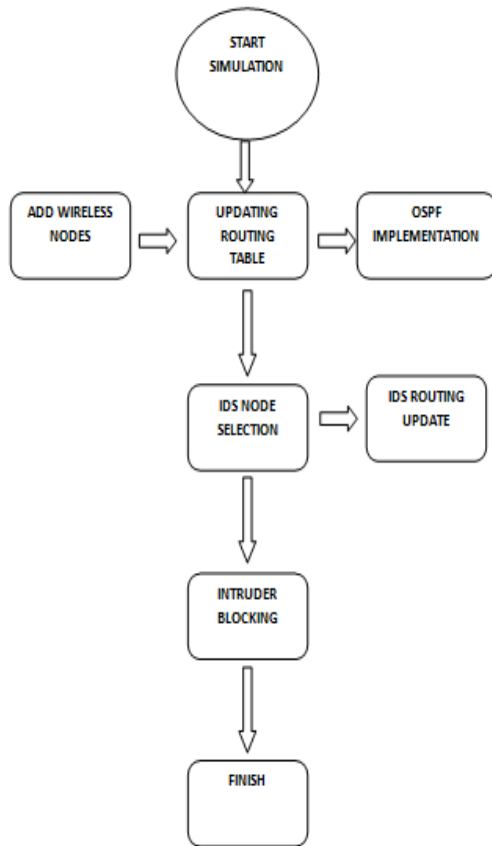 START
SIMULATION
ADD WIRELESS
NODES
UPDATING
ROUTING
TABLE
OSPF
IMPLEMENTATION
IDS NODE
SELECTION
IDS ROUTING
UPDATE
INTRUDER
BLOCKING
FINISH